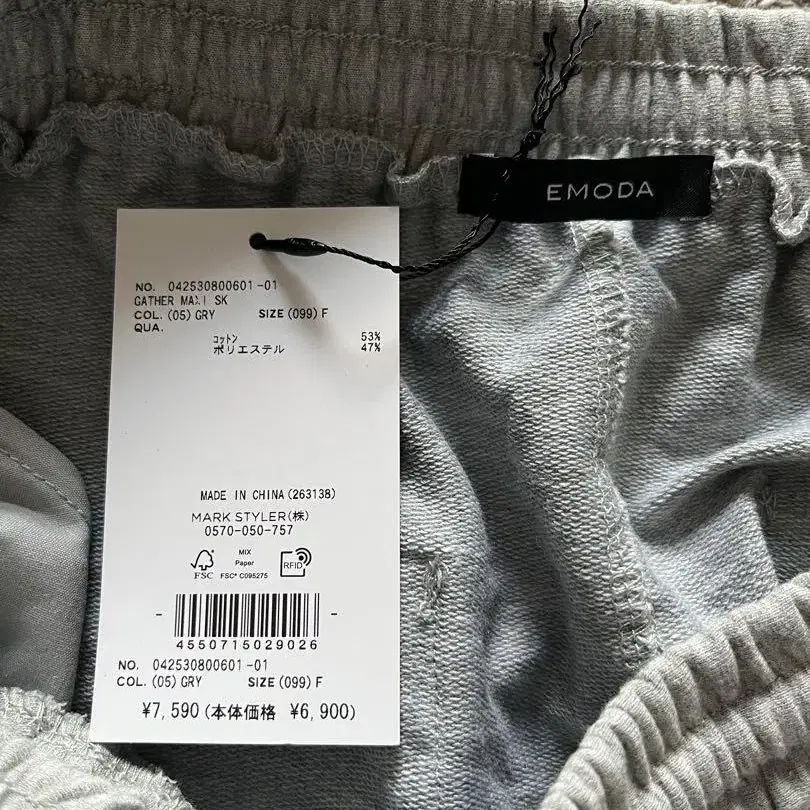 EMODA
NO. 042530800601-01
GATHER MAXI SK
COL. (05) GRY SIZE (099) F
QUA.
コットン 53%
ポリエステル 47%
MADE IN CHINA (263138)
MARK STYLER(株)
0570-050-757
FSC
MIX
Paper
FSC® C095275
RFID
4550715029026
NO. 042530800601-01
COL. (05) GRY SIZE (099) F
¥7,590 (本体価格 ¥6,900)